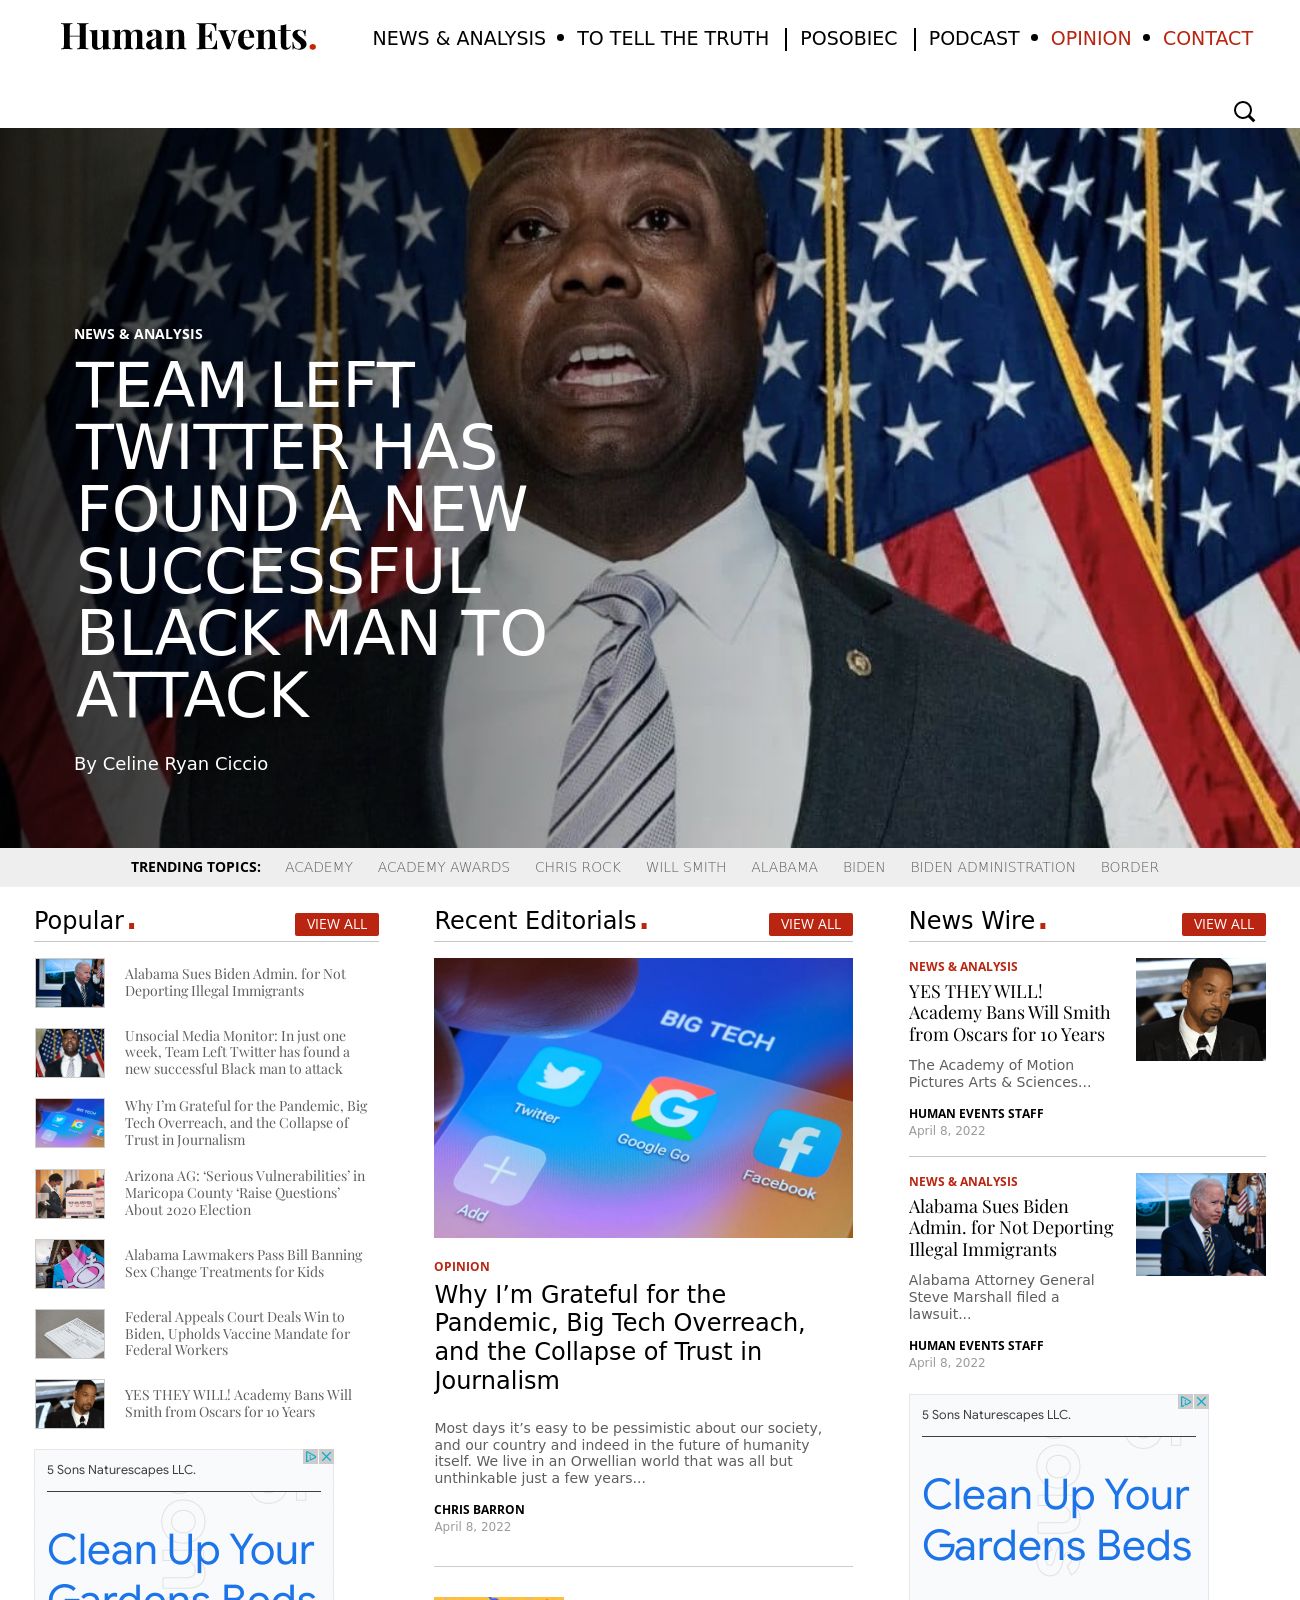 Human Events.
NEWS & ANALYSIS • TO TELL THE TRUTH | POSOBIEC | PODCAST • OPINION • CONTACT
NEWS & ANALYSIS
TEAM LEFT
TWITTER HAS
FOUND A NEW
SUCCESSFUL
BLACK MAN TO
ATTACK
By Celine Ryan Ciccio
TRENDING TOPICS: ACADEMY ACADEMY AWARDS CHRIS ROCK WILL SMITH ALABAMA BIDEN BIDEN ADMINISTRATION BORDER
Popular.
VIEW ALL
Alabama Sues Biden Admin. for Not
Deporting Illegal Immigrants
Unsocial Media Monitor: In just one
week, Team Left Twitter has found a
new successful Black man to attack
Why I’m Grateful for the Pandemic, Big
Tech Overreach, and the Collapse of
Trust in Journalism
Arizona AG: ‘Serious Vulnerabilities’ in
Maricopa County ‘Raise Questions’
About 2020 Election
Alabama Lawmakers Pass Bill Banning
Sex Change Treatments for Kids
Federal Appeals Court Deals Win to
Biden, Upholds Vaccine Mandate for
Federal Workers
YES THEY WILL! Academy Bans Will
Smith from Oscars for 10 Years
5 Sons Naturescapes LLC.
Clean Up Your
Gardens Beds
Recent Editorials.
VIEW ALL
BIG TECH
Twitter
Google Go
Facebook
Add
OPINION
Why I’m Grateful for the
Pandemic, Big Tech Overreach,
and the Collapse of Trust in
Journalism
Most days it’s easy to be pessimistic about our society,
and our country and indeed in the future of humanity
itself. We live in an Orwellian world that was all but
unthinkable just a few years...
CHRIS BARRON
April 8, 2022
News Wire.
VIEW ALL
NEWS & ANALYSIS
YES THEY WILL!
Academy Bans Will Smith
from Oscars for 10 Years
The Academy of Motion
Pictures Arts & Sciences...
HUMAN EVENTS STAFF
April 8, 2022
NEWS & ANALYSIS
Alabama Sues Biden
Admin. for Not Deporting
Illegal Immigrants
Alabama Attorney General
Steve Marshall filed a
lawsuit...
HUMAN EVENTS STAFF
April 8, 2022
5 Sons Naturescapes LLC.
Clean Up Your
Gardens Beds